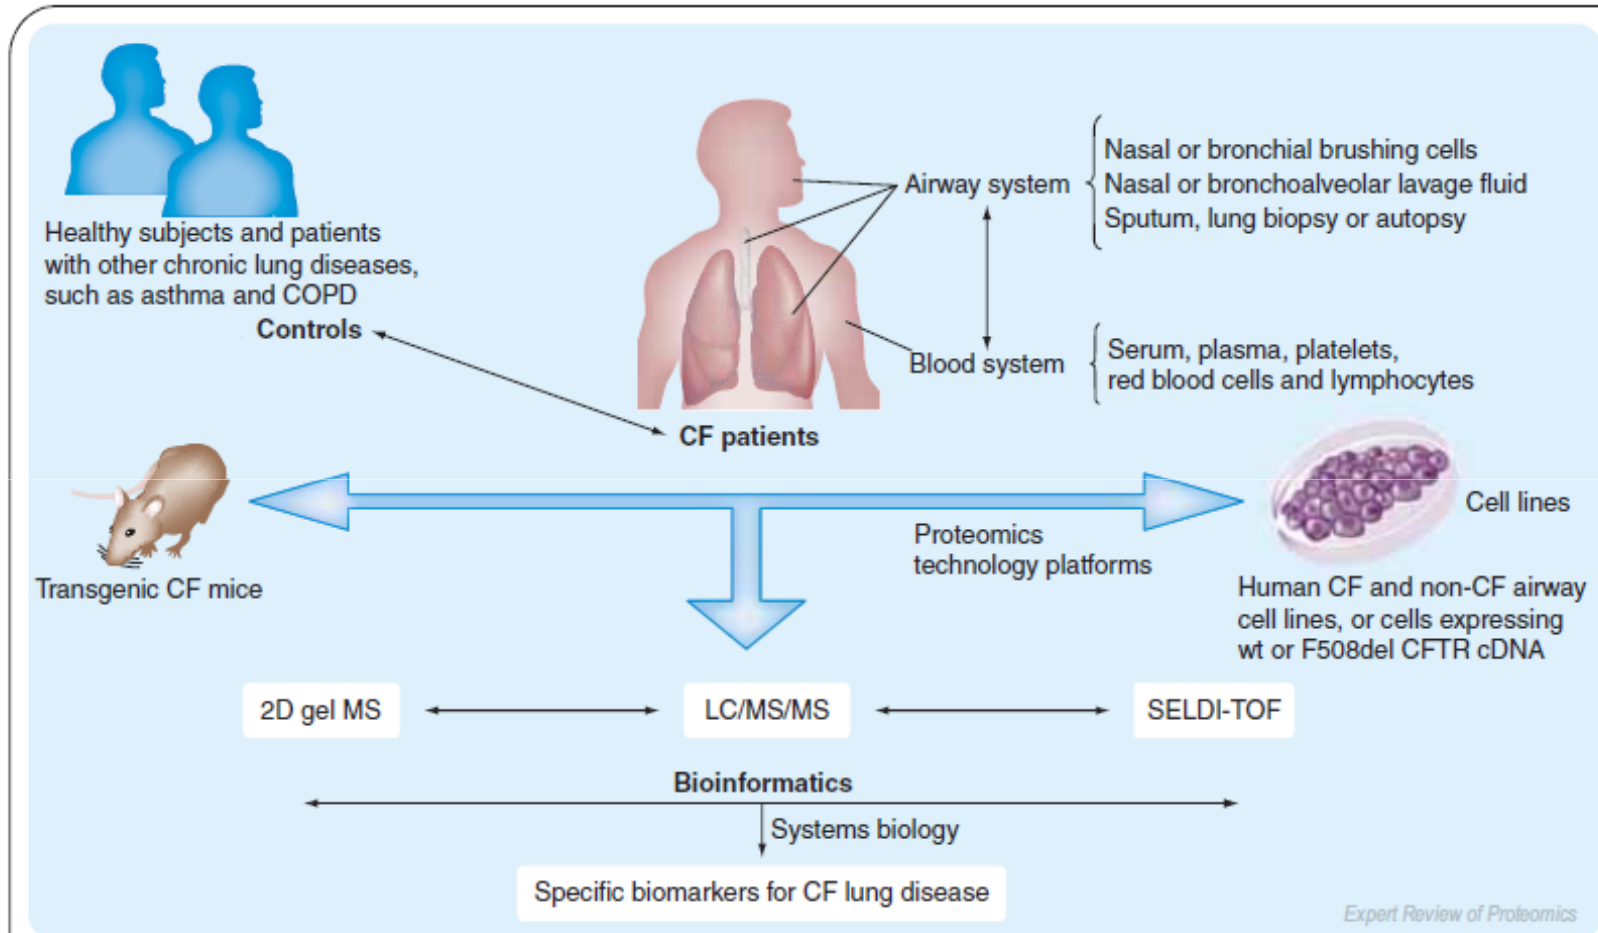 Healthy subjects and patients
with other chronic lung diseases,
such as asthma and COPD
Controls
Airway system
Nasal or bronchial brushing cells
Nasal or bronchoalveolar lavage fluid
Sputum, lung biopsy or autopsy
Blood system
Serum, plasma, platelets,
red blood cells and lymphocytes
CF patients
Transgenic CF mice
Proteomics
technology platforms
Cell lines
Human CF and non-CF airway
cell lines, or cells expressing
wt or F508del CFTR cDNA
2D gel MS
LC/MS/MS
SELDI-TOF
Bioinformatics
Systems biology
Specific biomarkers for CF lung disease
Expert Review of Proteomics